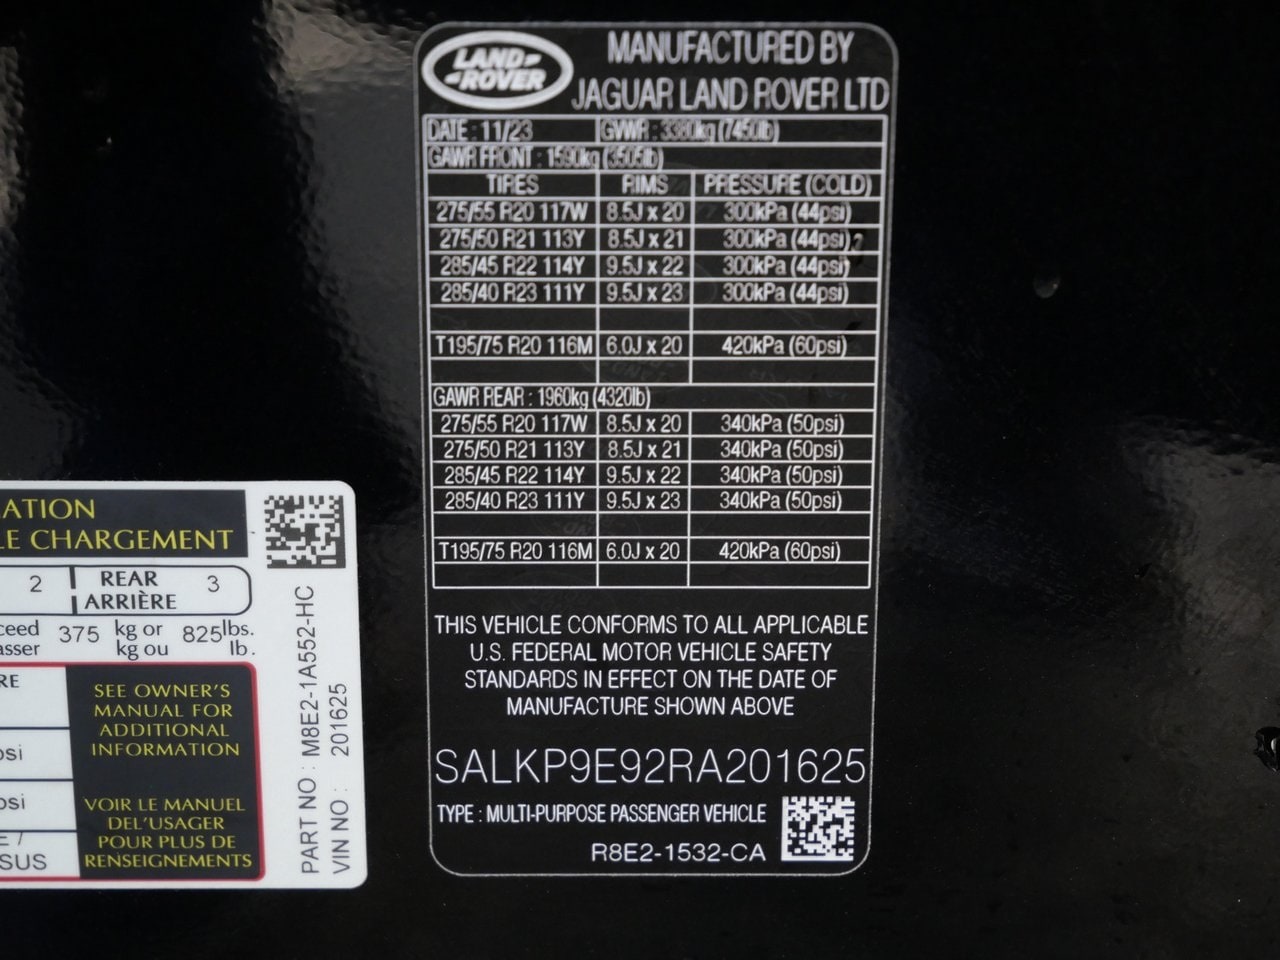 LAND ROVER
MANUFACTURED BY
JAGUAR LAND ROVER LTD
DATE : 11/23 GVWR : 3380kg (7450lb)
GAWR FRONT : 1590kg (3505lb)
TIRES RIMS PRESSURE (COLD)
275/55 R20 117W 8.5J x 20 300kPa (44psi)
275/50 R21 113Y 8.5J x 21 300kPa (44psi)
285/45 R22 114Y 9.5J x 22 300kPa (44psi)
285/40 R23 111Y 9.5J x 23 300kPa (44psi)
T195/75 R20 116M 6.0J x 20 420kPa (60psi)
GAWR REAR : 1960kg (4320lb)
275/55 R20 117W 8.5J x 20 340kPa (50psi)
275/50 R21 113Y 8.5J x 21 340kPa (50psi)
285/45 R22 114Y 9.5J x 22 340kPa (50psi)
285/40 R23 111Y 9.5J x 23 340kPa (50psi)
T195/75 R20 116M 6.0J x 20 420kPa (60psi)
THIS VEHICLE CONFORMS TO ALL APPLICABLE
U.S. FEDERAL MOTOR VEHICLE SAFETY
STANDARDS IN EFFECT ON THE DATE OF
MANUFACTURE SHOWN ABOVE
SALKP9E92RA201625
TYPE : MULTI-PURPOSE PASSENGER VEHICLE
R8E2-1532-CA
ATION
LE CHARGEMENT
2 REAR 3
ARRIÈRE
ceed 375 kg or 825 lbs.
asser kg ou lb.
RE
SEE OWNER'S
MANUAL FOR
ADDITIONAL
INFORMATION
psi
psi
VOIR LE MANUEL
DEL'USAGER
POUR PLUS DE
RENSEIGNEMENTS
E /
SUS
PART NO : M8E2-1A552-HC
VIN NO : 201625